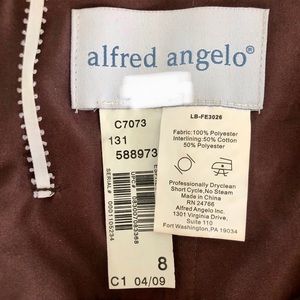 alfred angelo®
C7073
131
588973
SERIAL#
8
C1 04/09
LB-FE3026
Fabric:100% Polyester
Interlining:50% Cotton
50% Polyester
Professionally Dryclean
Short Cycle, No Steam
Made in China
RN 24766
Alfred Angelo Inc.
1301 Virginia Drive,
Suite 110
Fort Washington, PA 19034